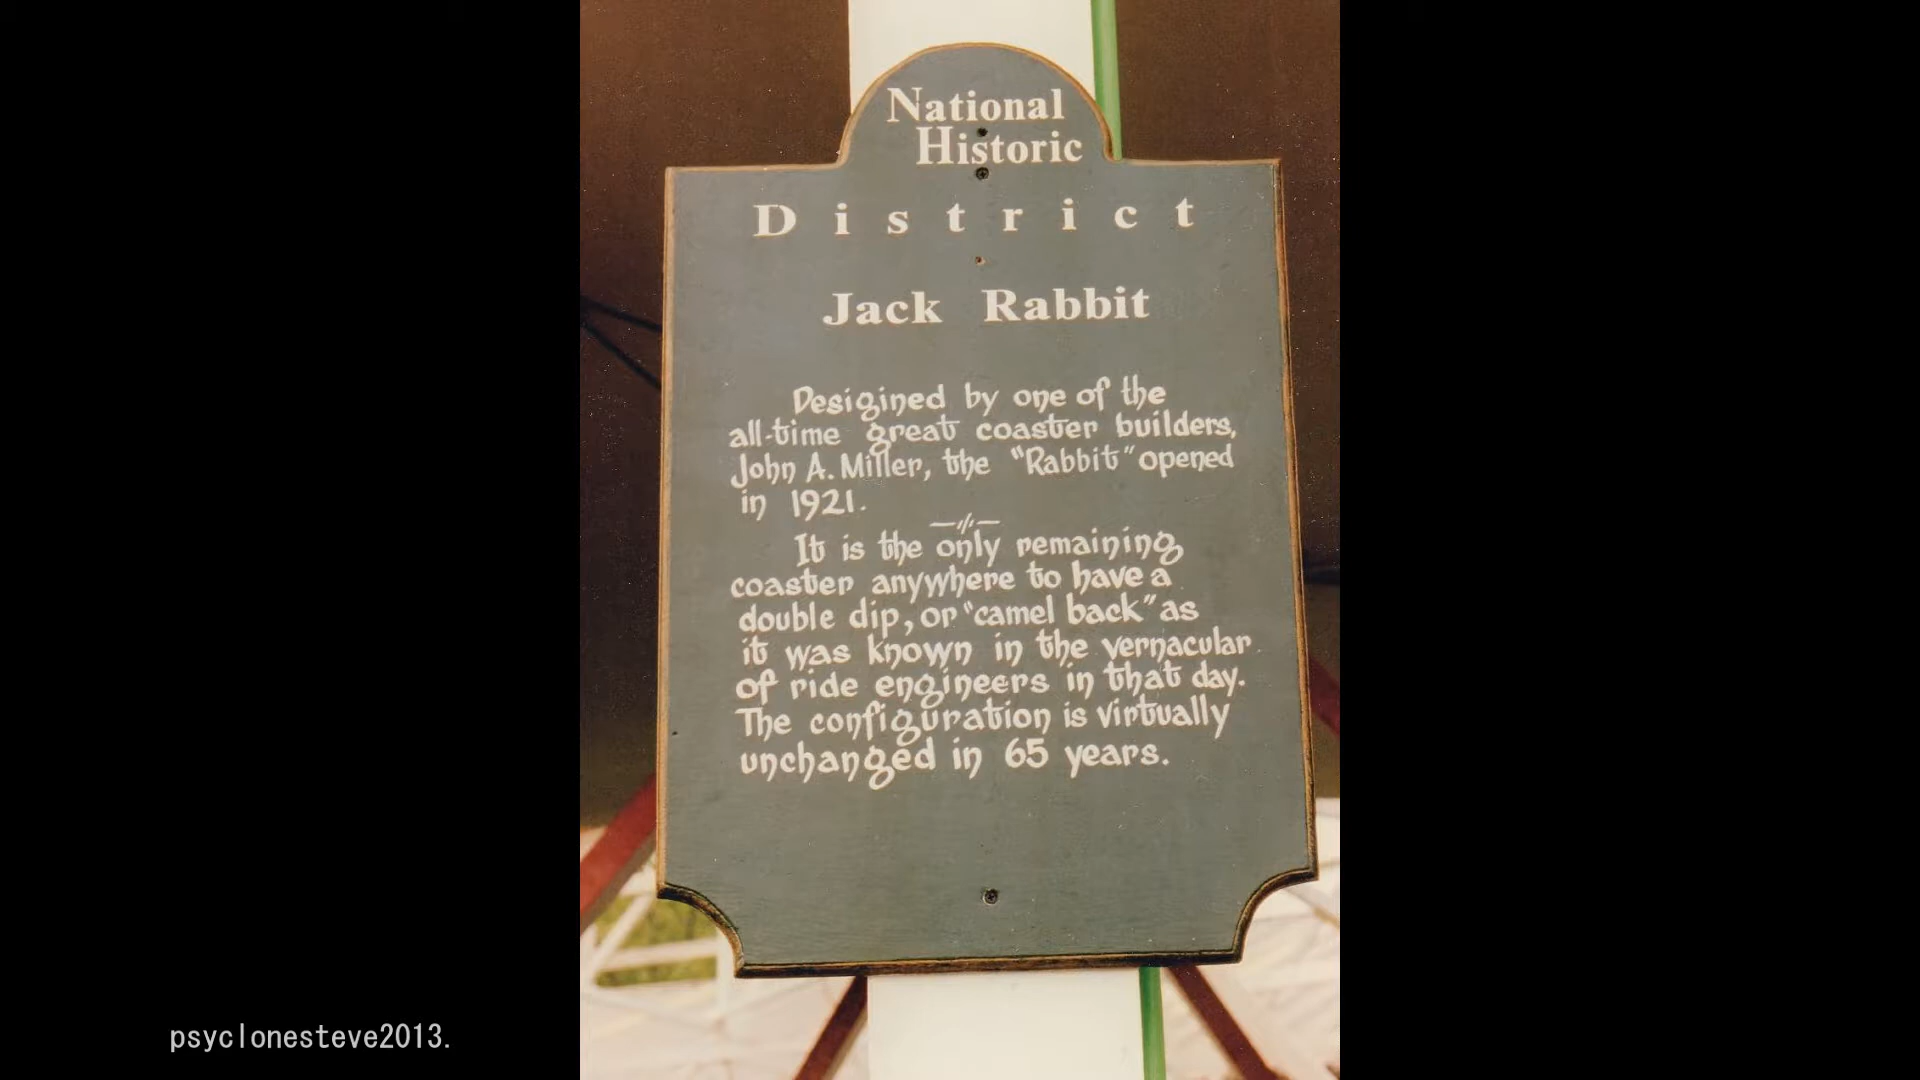 National
Historic
District
Jack Rabbit
Desigined by one of the
all-time great coaster builders,
John A. Miller, the "Rabbit" opened
in 1921.
It is the only remaining
coaster anywhere to have a
double dip, or "camel back" as
it was known in the vernacular
of ride engineers in that day.
The configuration is virtually
unchanged in 65 years.
psyclonesteve2013.